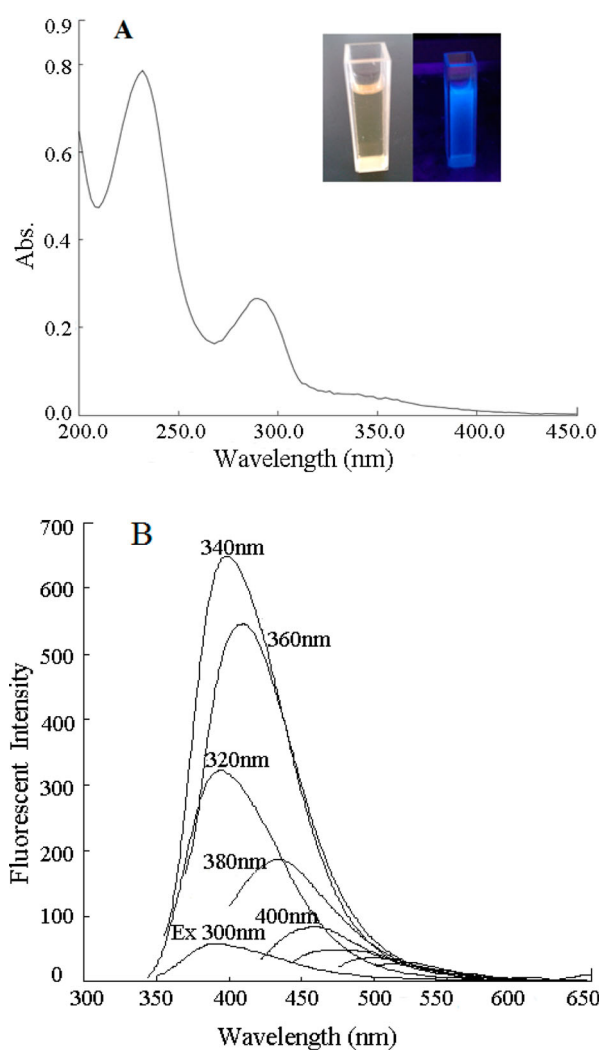 A
0.9
0.8
0.6
0.4
0.2
0.0
Abs.
200.0 250.0 300.0 350.0 400.0 450.0
Wavelength (nm)
B
700
600
500
400
300
200
100
0
Fluorescent Intensity
340nm
360nm
320nm
380nm
400nm
Ex 300nm
300 350 400 450 500 550 600 650
Wavelength (nm)